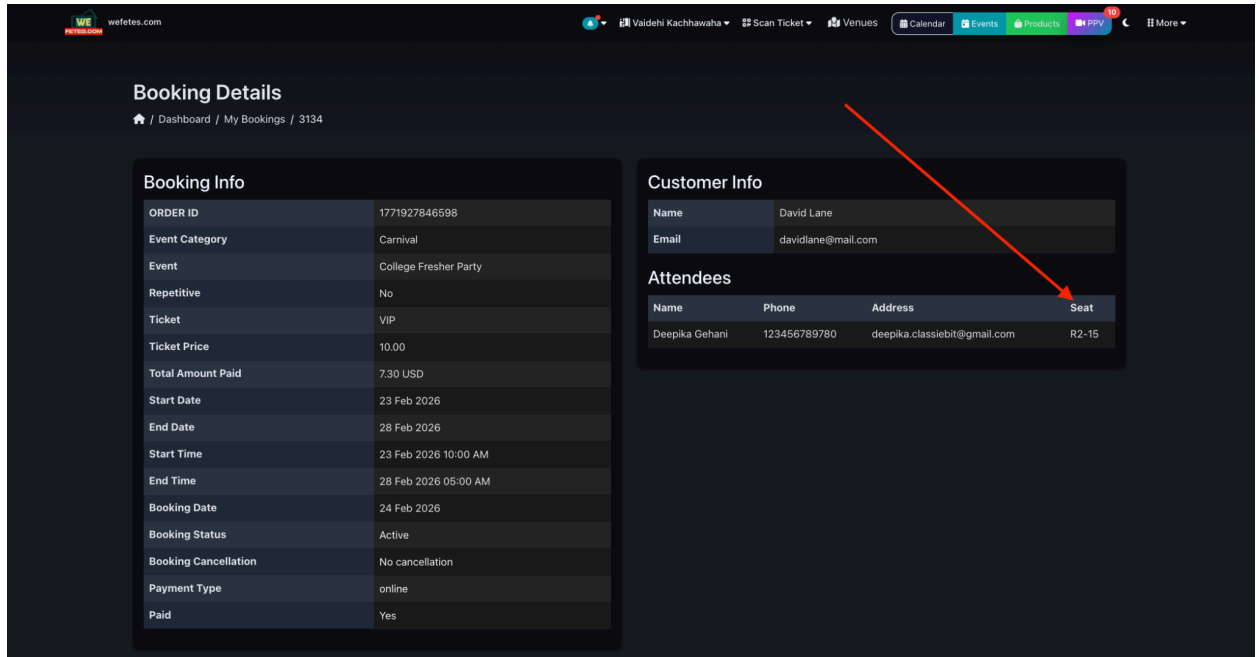 WE
FETES.COM
wefetes.com
Vaidehi Kachhawaha
Scan Ticket
Venues
Calendar
Events
Products
PPV
10
More
Booking Details
/ Dashboard / My Bookings / 3134
Booking Info
ORDER ID 1771927846598
Event Category Carnival
Event College Fresher Party
Repetitive No
Ticket VIP
Ticket Price 10.00
Total Amount Paid 7.30 USD
Start Date 23 Feb 2026
End Date 28 Feb 2026
Start Time 23 Feb 2026 10:00 AM
End Time 28 Feb 2026 05:00 AM
Booking Date 24 Feb 2026
Booking Status Active
Booking Cancellation No cancellation
Payment Type online
Paid Yes
Customer Info
Name David Lane
Email davidlane@mail.com
Attendees
Name Phone Address Seat
Deepika Gehani 123456789780 deepika.classiebit@gmail.com R2-15